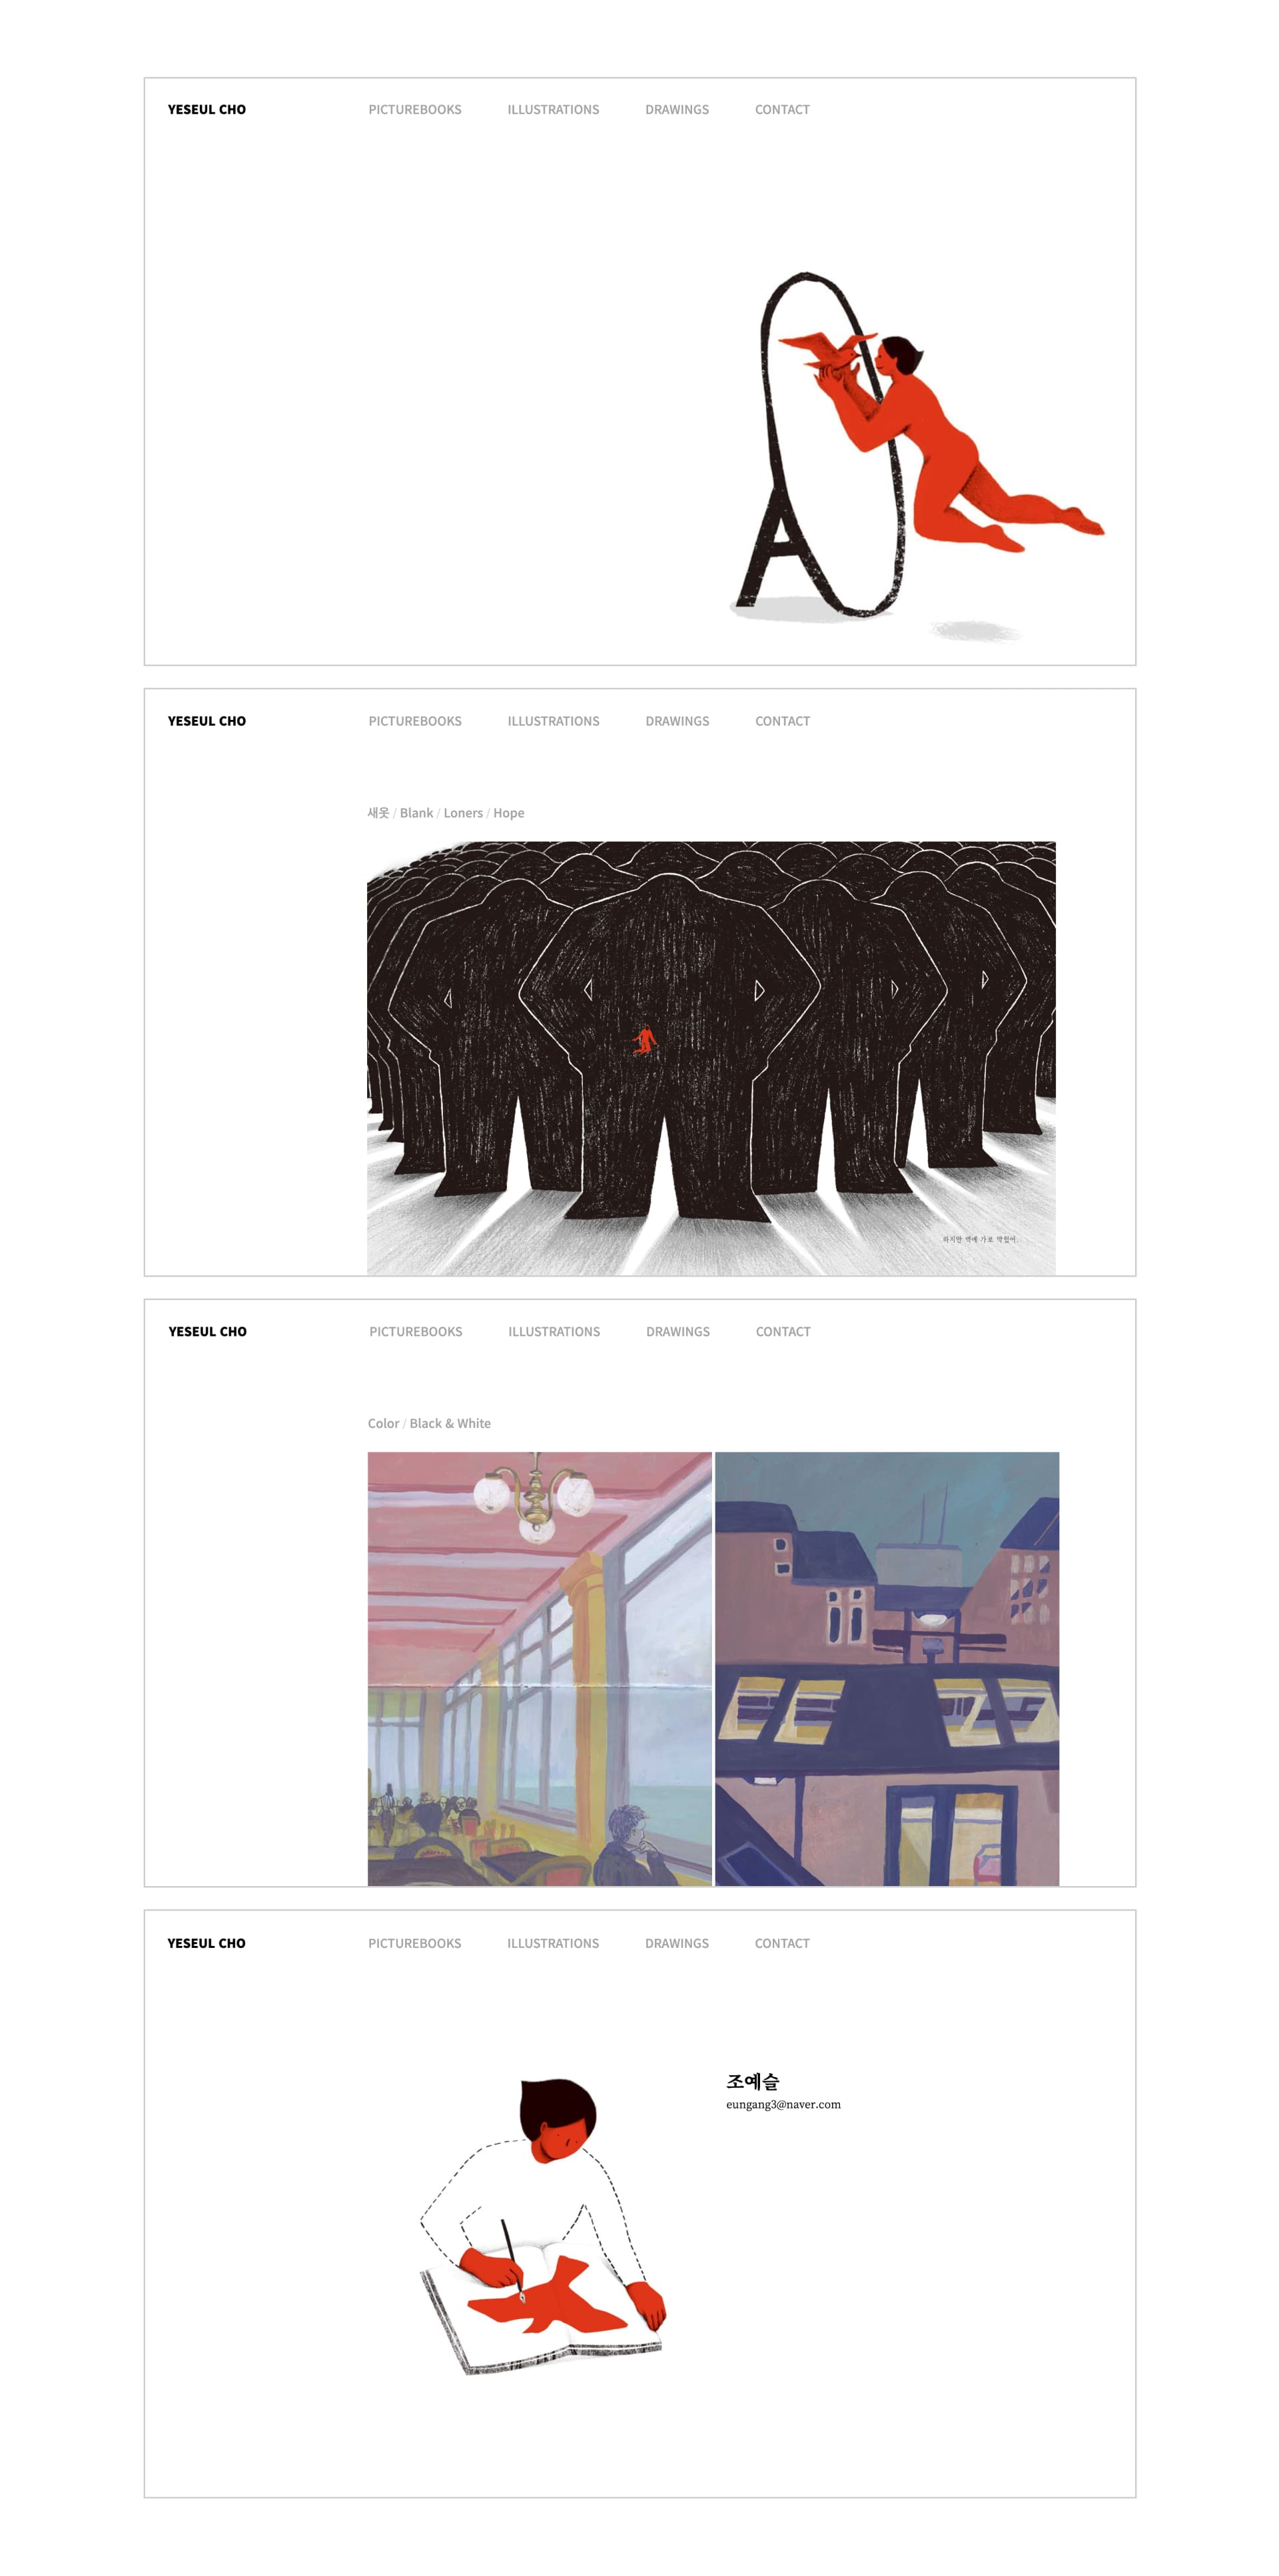 YESEUL CHO PICTUREBOOKS ILLUSTRATIONS DRAWINGS CONTACT
YESEUL CHO PICTUREBOOKS ILLUSTRATIONS DRAWINGS CONTACT
새옷 / Blank / Loners / Hope
하지만 벽에 가로 막혔어.
YESEUL CHO PICTUREBOOKS ILLUSTRATIONS DRAWINGS CONTACT
Color / Black & White
YESEUL CHO PICTUREBOOKS ILLUSTRATIONS DRAWINGS CONTACT
조예슬
eungang3@naver.com